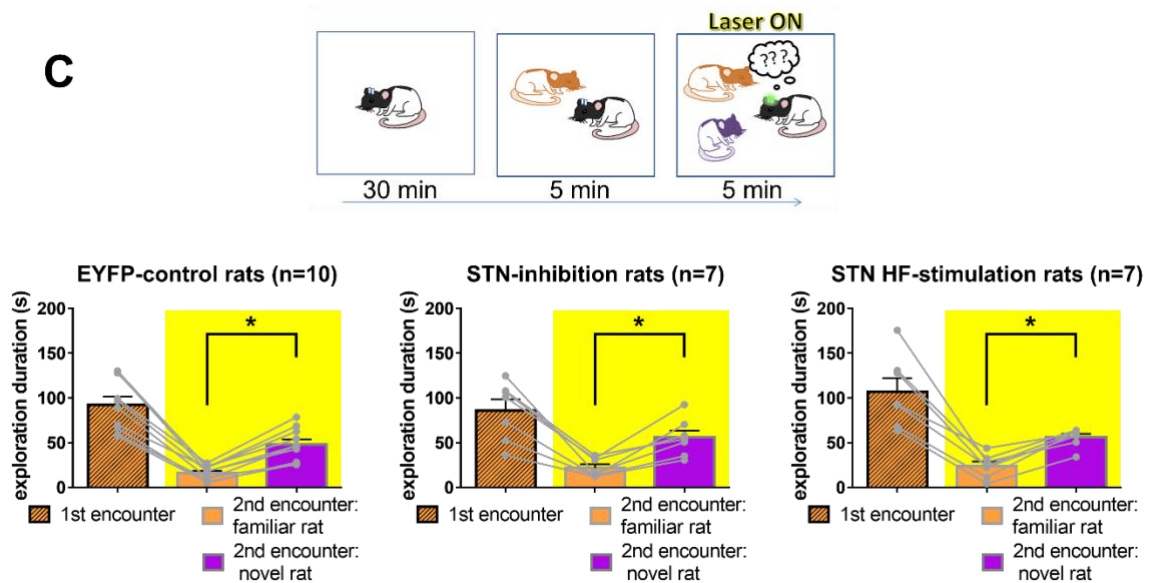 C
Laser ON
???
30 min
5 min
5 min
EYFP-control rats (n=10)
exploration duration (s)
200
150
100
50
0
*
1st encounter
2nd encounter:
familiar rat
2nd encounter:
novel rat
STN-inhibition rats (n=7)
exploration duration (s)
200
150
100
50
0
*
1st encounter
2nd encounter:
familiar rat
2nd encounter:
novel rat
STN HF-stimulation rats (n=7)
exploration duration (s)
200
150
100
50
0
*
1st encounter
2nd encounter:
familiar rat
2nd encounter:
novel rat